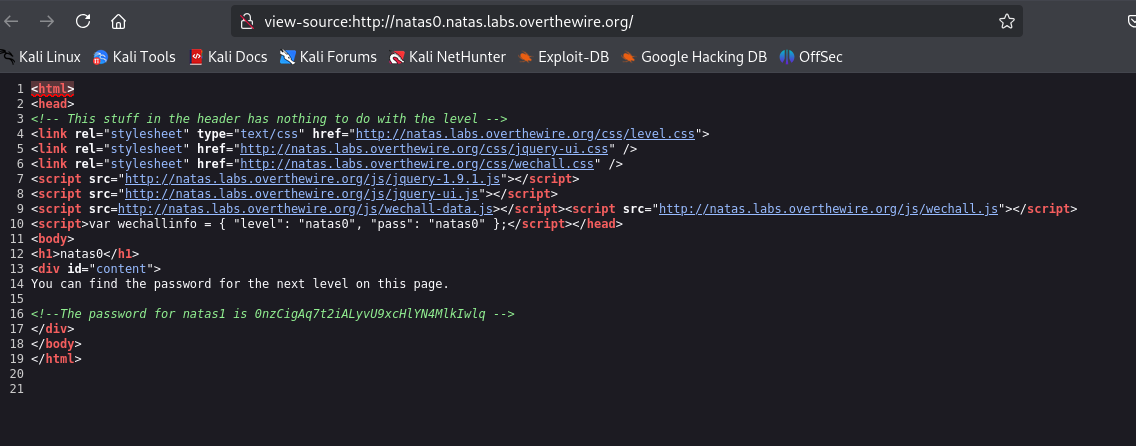 view-source:http://natas0.natas.labs.overthewire.org/
Kali Linux Kali Tools Kali Docs Kali Forums Kali NetHunter Exploit-DB Google Hacking DB OffSec
1 <html>
2 <head>
3 <!-- This stuff in the header has nothing to do with the level -->
4 <link rel="stylesheet" type="text/css" href="http://natas.labs.overthewire.org/css/level.css">
5 <link rel="stylesheet" href="http://natas.labs.overthewire.org/css/jquery-ui.css" />
6 <link rel="stylesheet" href="http://natas.labs.overthewire.org/css/wechall.css" />
7 <script src="http://natas.labs.overthewire.org/js/jquery-1.9.1.js"></script>
8 <script src="http://natas.labs.overthewire.org/js/jquery-ui.js"></script>
9 <script src=http://natas.labs.overthewire.org/js/wechall-data.js></script><script src="http://natas.labs.overthewire.org/js/wechall.js"></script>
10 <script>var wechallinfo = { "level": "natas0", "pass": "natas0" };</script></head>
11 <body>
12 <h1>natas0</h1>
13 <div id="content">
14 You can find the password for the next level on this page.
15
16 <!--The password for natas1 is 0nzCigAq7t2iALyvU9xcHlYN4MlkIwlq -->
17 </div>
18 </body>
19 </html>
20
21